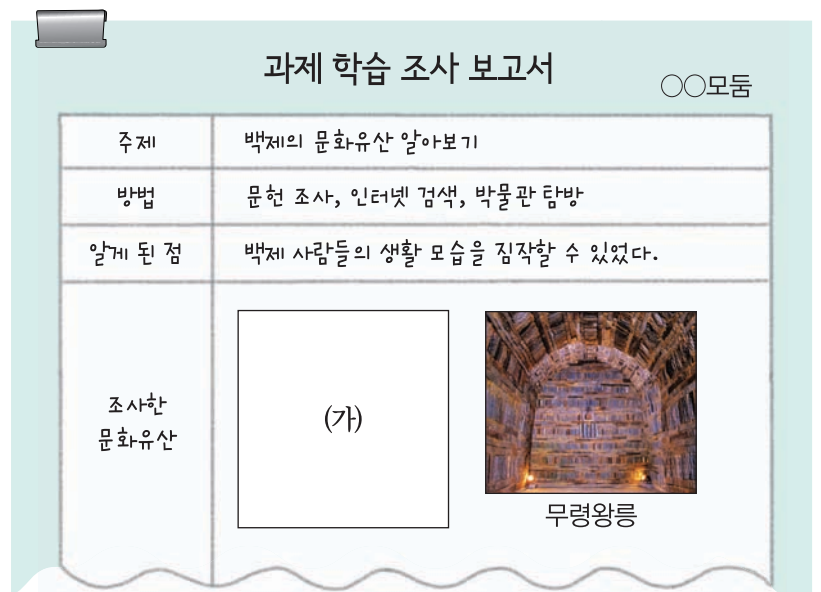 과제 학습 조사 보고서
○○모둠
주제 백제의 문화유산 알아보기
방법 문헌 조사, 인터넷 검색, 박물관 탐방
알게 된 점 백제 사람들의 생활 모습을 짐작할 수 있었다.
조사한
문화유산
(가)
무령왕릉